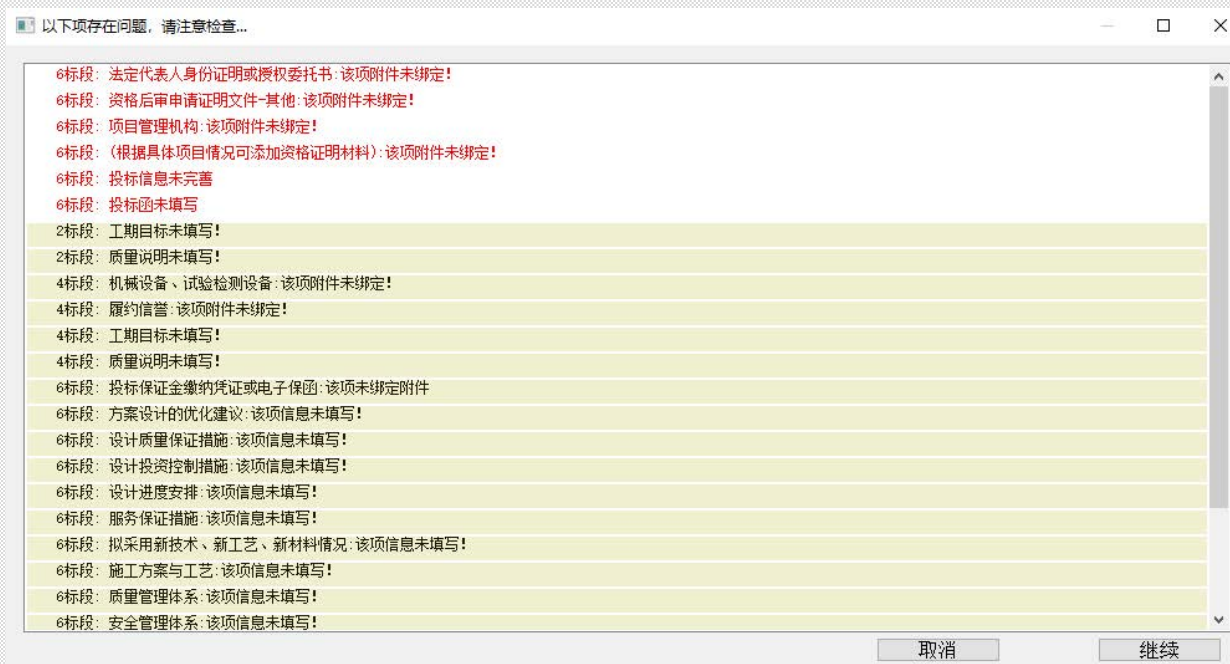 以下项存在问题，请注意检查...
6标段：法定代表人身份证明或授权委托书:该项附件未绑定!
6标段：资格后审申请证明文件-其他:该项附件未绑定!
6标段：项目管理机构:该项附件未绑定!
6标段：(根据具体项目情况可添加资格证明材料):该项附件未绑定!
6标段：投标信息未完善
6标段：投标函未填写
2标段：工期目标未填写!
2标段：质量说明未填写!
4标段：机械设备、试验检测设备:该项附件未绑定!
4标段：履约信誉:该项附件未绑定!
4标段：工期目标未填写!
4标段：质量说明未填写!
6标段：投标保证金缴纳凭证或电子保函:该项未绑定附件
6标段：方案设计的优化建议:该项信息未填写!
6标段：设计质量保证措施:该项信息未填写!
6标段：设计投资控制措施:该项信息未填写!
6标段：设计进度安排:该项信息未填写!
6标段：服务保证措施:该项信息未填写!
6标段：拟采用新技术、新工艺、新材料情况:该项信息未填写!
6标段：施工方案与工艺:该项信息未填写!
6标段：质量管理体系:该项信息未填写!
6标段：安全管理体系:该项信息未填写!
取消
继续